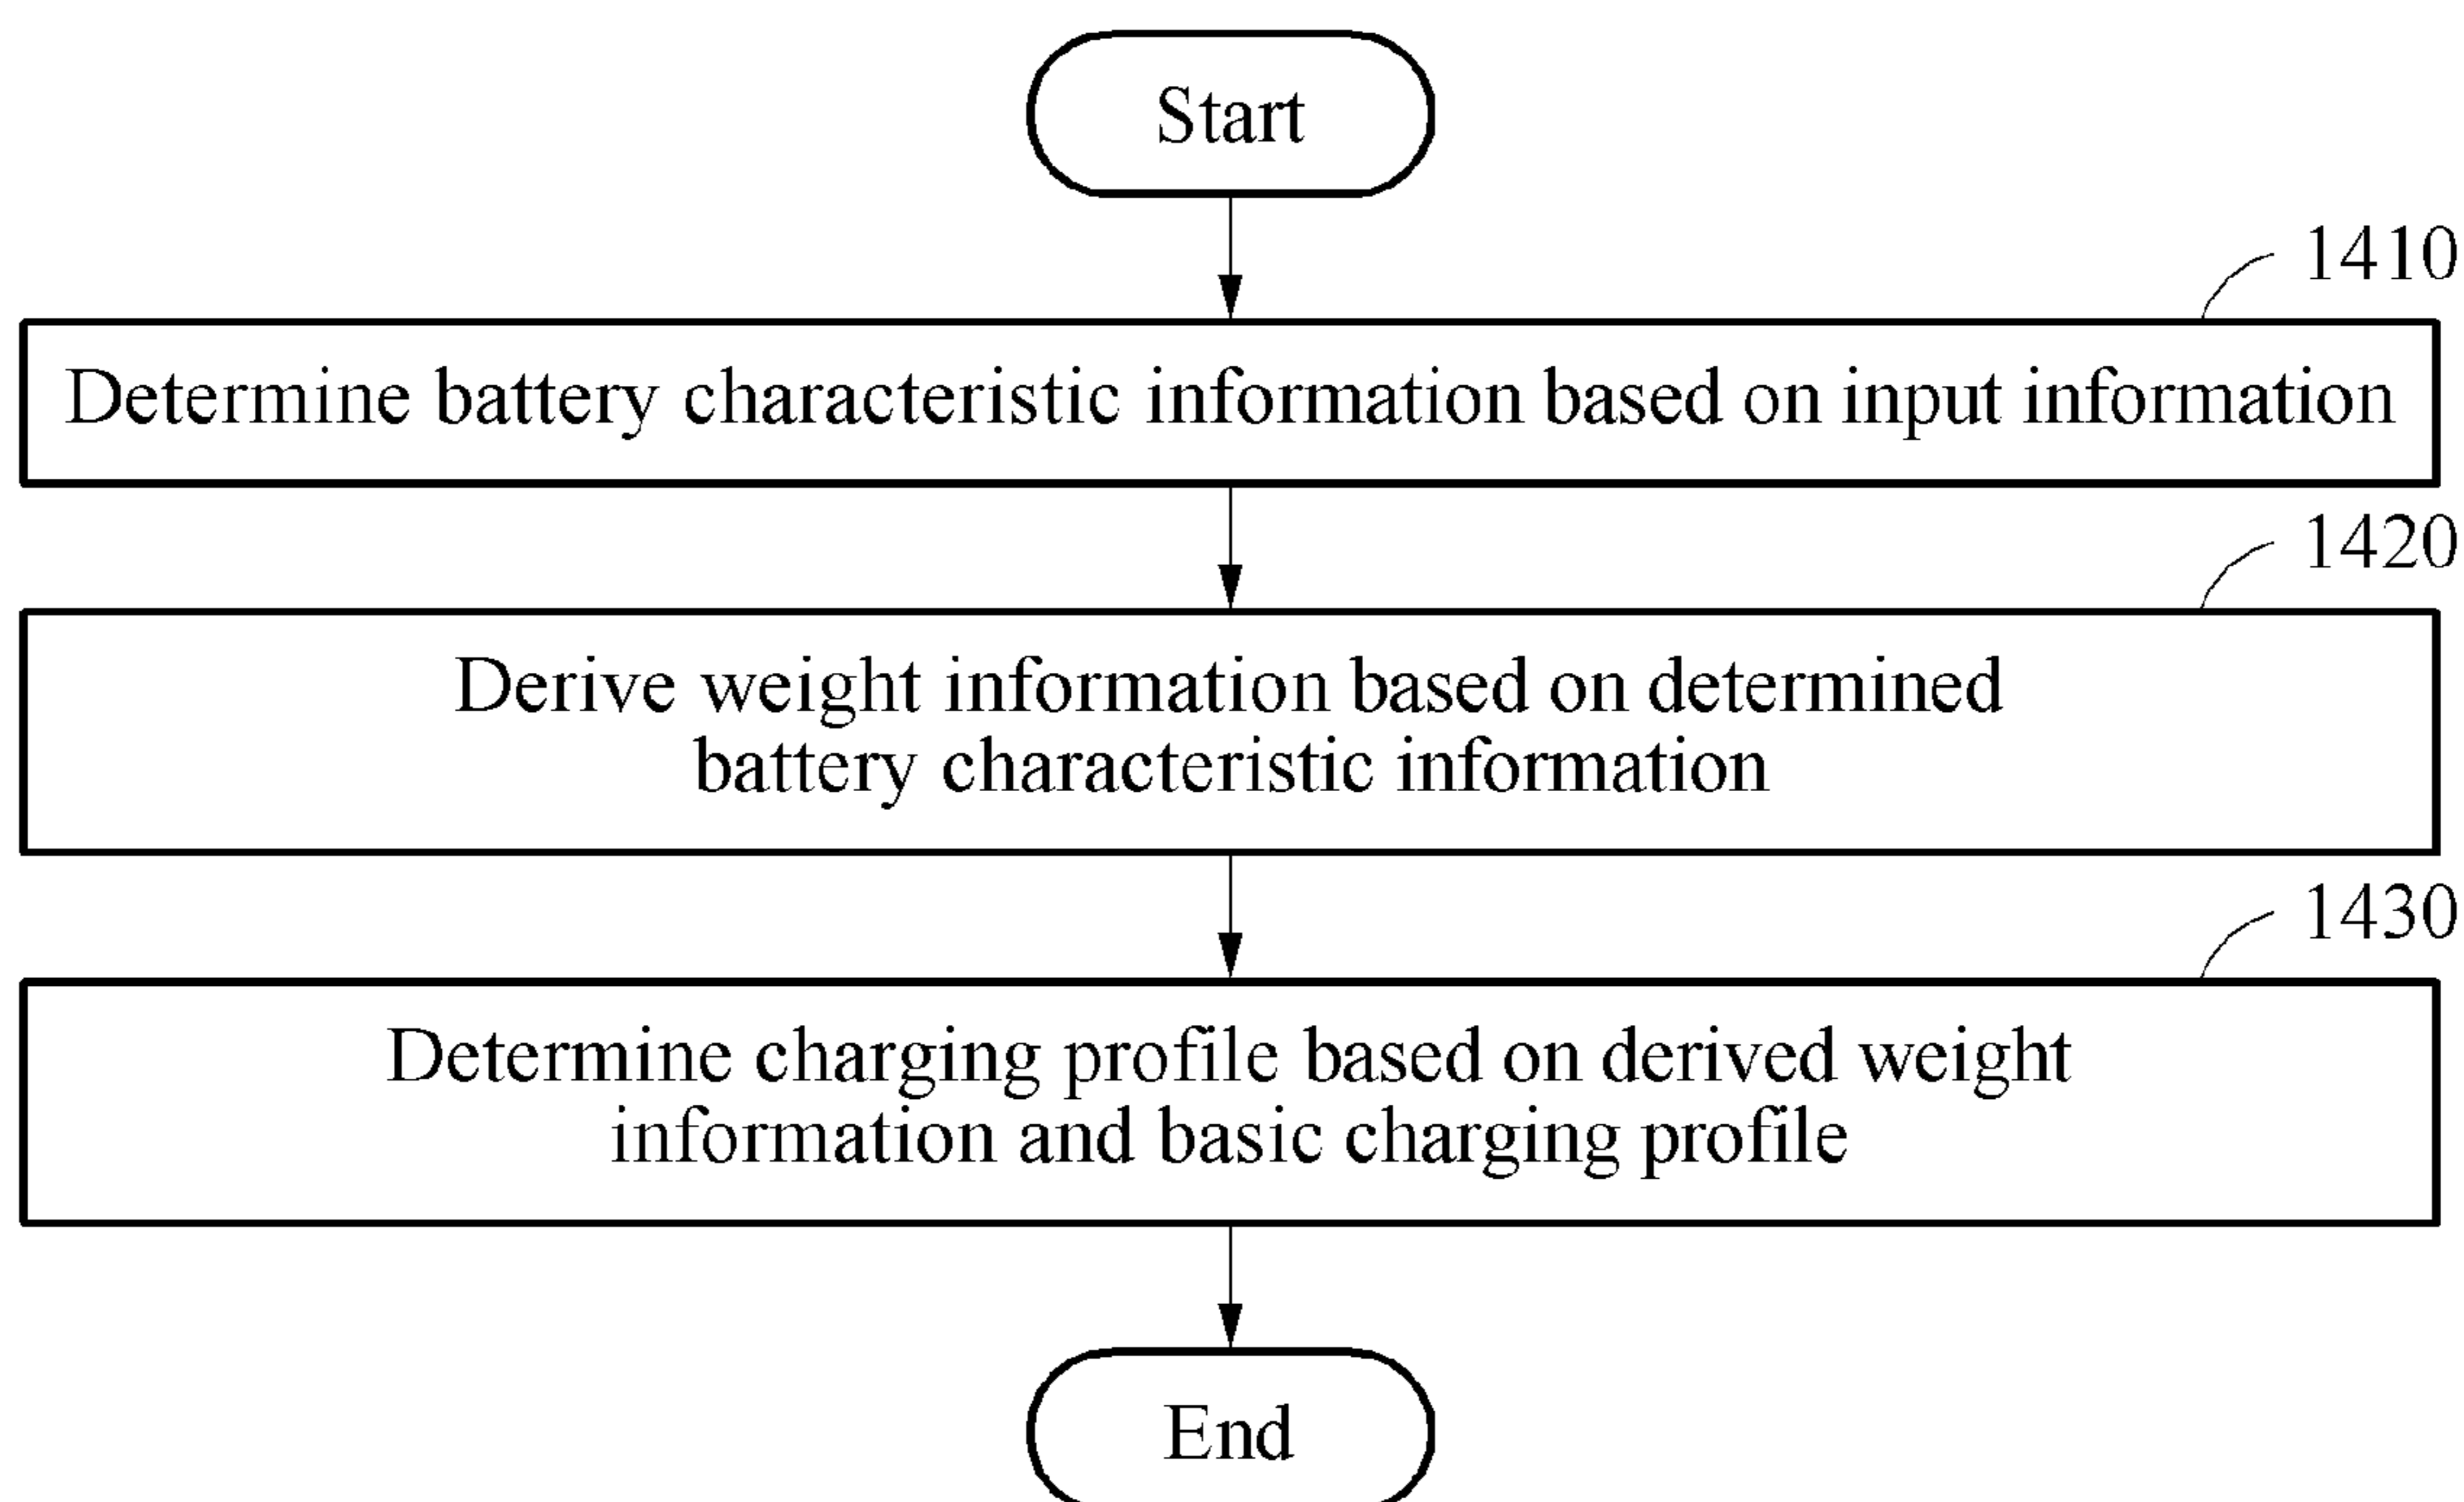 Start
1410
Determine battery characteristic information based on input information
1420
Derive weight information based on determined
battery characteristic information
1430
Determine charging profile based on derived weight
information and basic charging profile
End